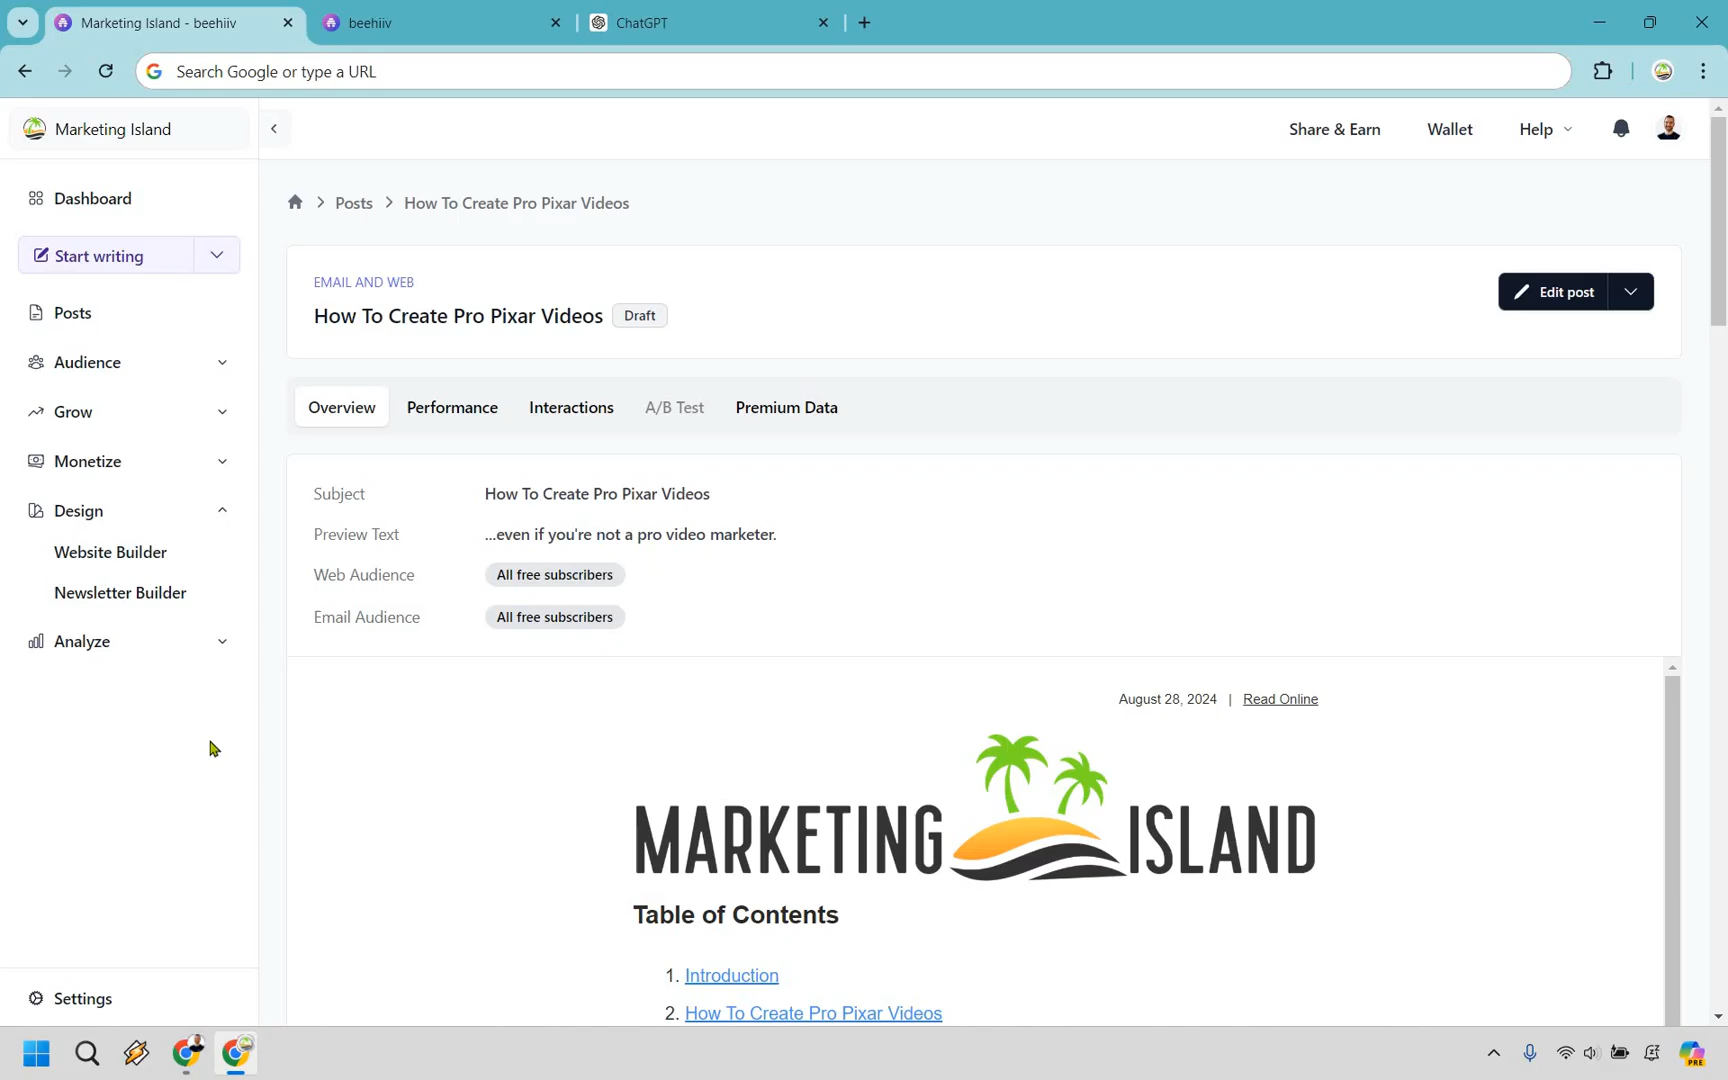 Marketing Island - beehiiv
beehiiv
ChatGPT
Search Google or type a URL
Marketing Island
Share & Earn
Wallet
Help
Dashboard
Start writing
Posts
Audience
Grow
Monetize
Design
Website Builder
Newsletter Builder
Analyze
Settings
Posts
How To Create Pro Pixar Videos
EMAIL AND WEB
How To Create Pro Pixar Videos
Draft
Edit post
Overview
Performance
Interactions
A/B Test
Premium Data
Subject
How To Create Pro Pixar Videos
Preview Text
...even if you're not a pro video marketer.
Web Audience
All free subscribers
Email Audience
All free subscribers
August 28, 2024 | Read Online
MARKETING ISLAND
Table of Contents
1. Introduction
2. How To Create Pro Pixar Videos
PRE